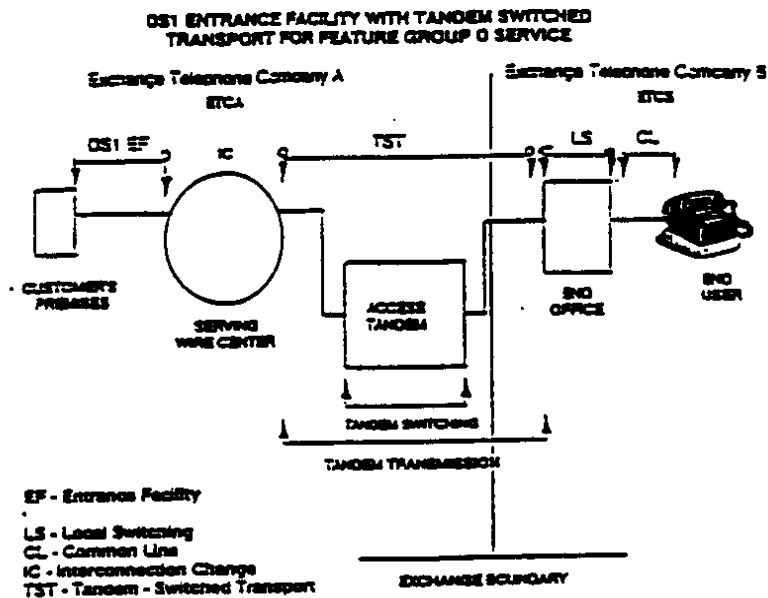 DS1 ENTRANCE FACILITY WITH TANDEM SWITCHED
TRANSPORT FOR FEATURE GROUP D SERVICE
Exchange Telephone Company A
ETCA
Exchange Telephone Company B
ETCB
DS1 EF
IC
TST
LS
CL
CUSTOMER'S
PREMISES
SERVING
WIRE CENTER
ACCESS
TANDEM
END
OFFICE
END
USER
TANDEM SWITCHING
TANDEM TRANSMISSION
EF - Entrance Facility
LS - Local Switching
CL - Common Line
IC - Interconnection Charge
TST - Tandem - Switched Transport
EXCHANGE BOUNDARY